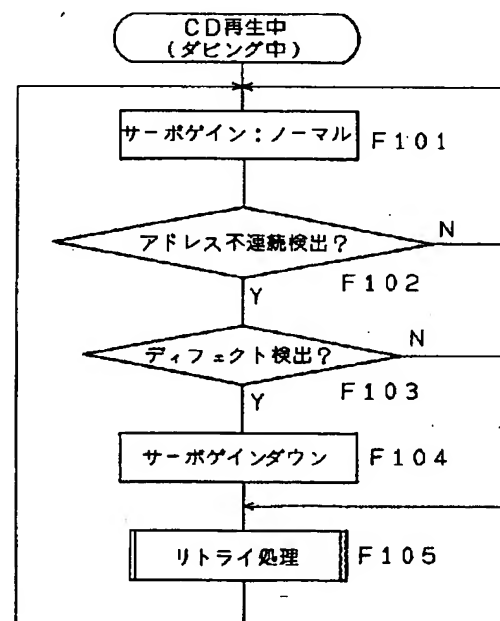 CD再生中
(ダビング中)
サーボゲイン:ノーマル
F101
アドレス不連続検出?
N
F102
Y
ディフェクト検出?
N
F103
Y
サーボゲインダウン
F104
リトライ処理
F105